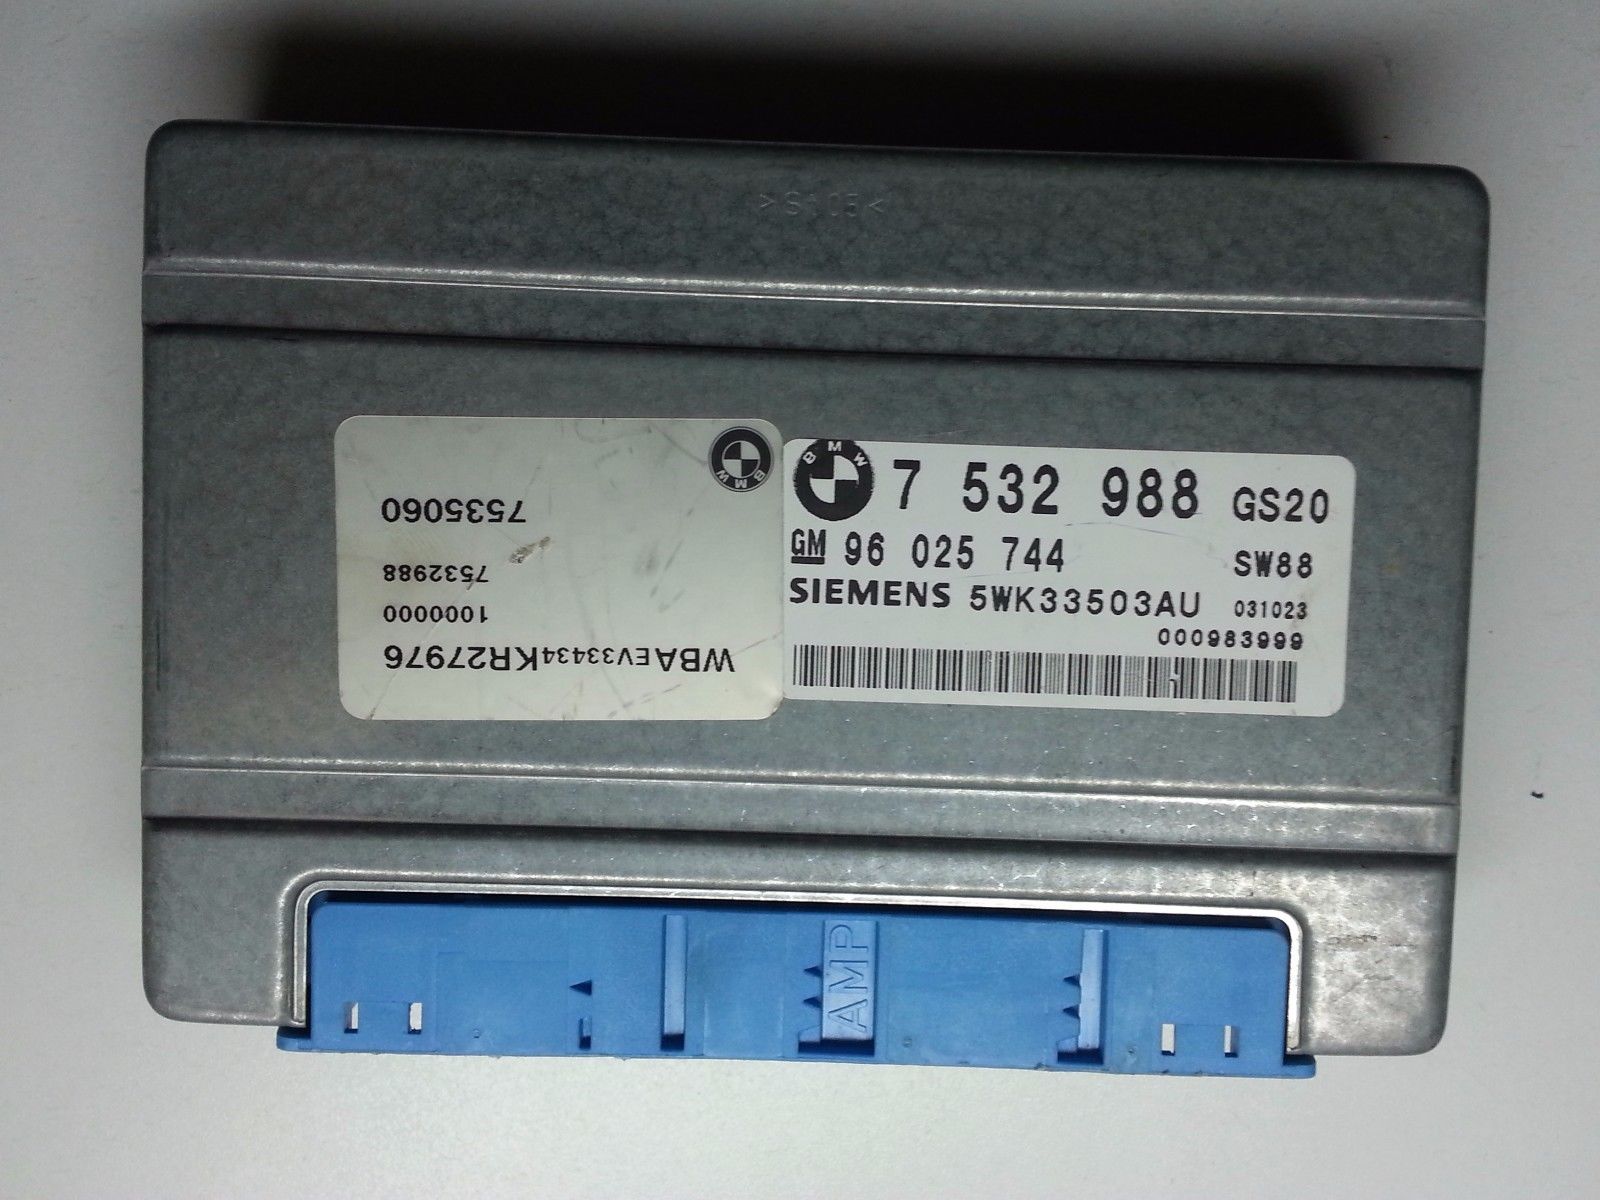 >S105<
BMW
7535060
7532988
1000000
WBAEV33434KR27976
BMW 7 532 988 GS20
GM 96 025 744 SW88
SIEMENS 5WK33503AU 031023
000983999
AMP